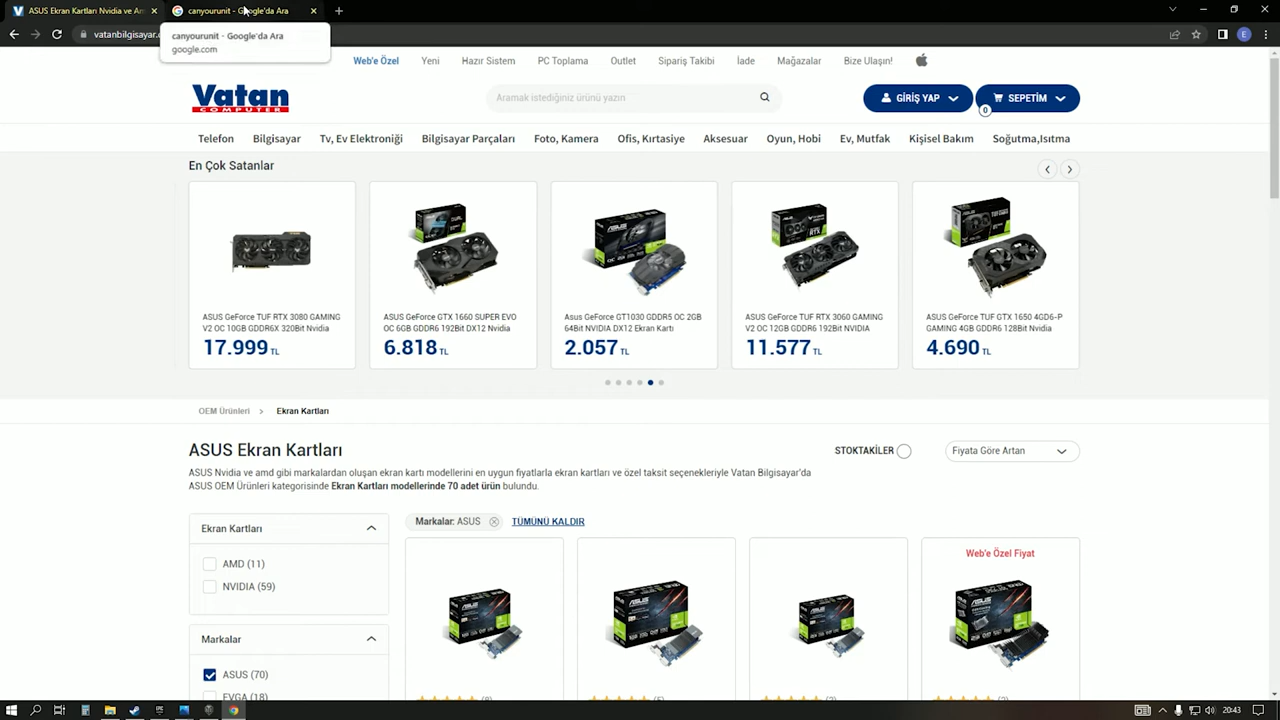 ASUS Ekran Kartları Nvidia ve Am
canyourunit - Google'da Ara
vatanbilgisayar.c
canyourunit - Google'da Ara
google.com
E
Web'e Özel
Yeni
Hazır Sistem
PC Toplama
Outlet
Sipariş Takibi
İade
Mağazalar
Bize Ulaşın!
Vatan
COMPUTER
Aramak istediğiniz ürünü yazın
GİRİŞ YAP
0
SEPETİM
Telefon
Bilgisayar
Tv, Ev Elektroniği
Bilgisayar Parçaları
Foto, Kamera
Ofis, Kırtasiye
Aksesuar
Oyun, Hobi
Ev, Mutfak
Kişisel Bakım
Soğutma,Isıtma
En Çok Satanlar
ASUS GeForce TUF RTX 3080 GAMING
V2 OC 10GB GDDR6X 320Bit Nvidia
17.999 TL
ASUS GeForce GTX 1660 SUPER EVO
OC 6GB GDDR6 192Bit DX12 Nvidia
6.818 TL
Asus GeForce GT1030 GDDR5 OC 2GB
64Bit NVIDIA DX12 Ekran Kartı
2.057 TL
ASUS GeForce TUF RTX 3060 GAMING
V2 OC 12GB GDDR6 192Bit NVIDIA
11.577 TL
ASUS GeForce TUF GTX 1650 4GD6-P
GAMING 4GB GDDR6 128Bit Nvidia
4.690 TL
OEM Ürünleri > Ekran Kartları
ASUS Ekran Kartları
STOKTAKİLER
Fiyata Göre Artan
ASUS Nvidia ve amd gibi markalardan oluşan ekran kartı modellerini en uygun fiyatlarla ekran kartları ve özel taksit seçenekleriyle Vatan Bilgisayar'da
ASUS OEM Ürünleri kategorisinde Ekran Kartları modellerinde 70 adet ürün bulundu.
Ekran Kartları
AMD (11)
NVIDIA (59)
Markalar
ASUS (70)
EVGA (18)
Markalar: ASUS
TÜMÜNÜ KALDIR
Web'e Özel Fiyat
20:43